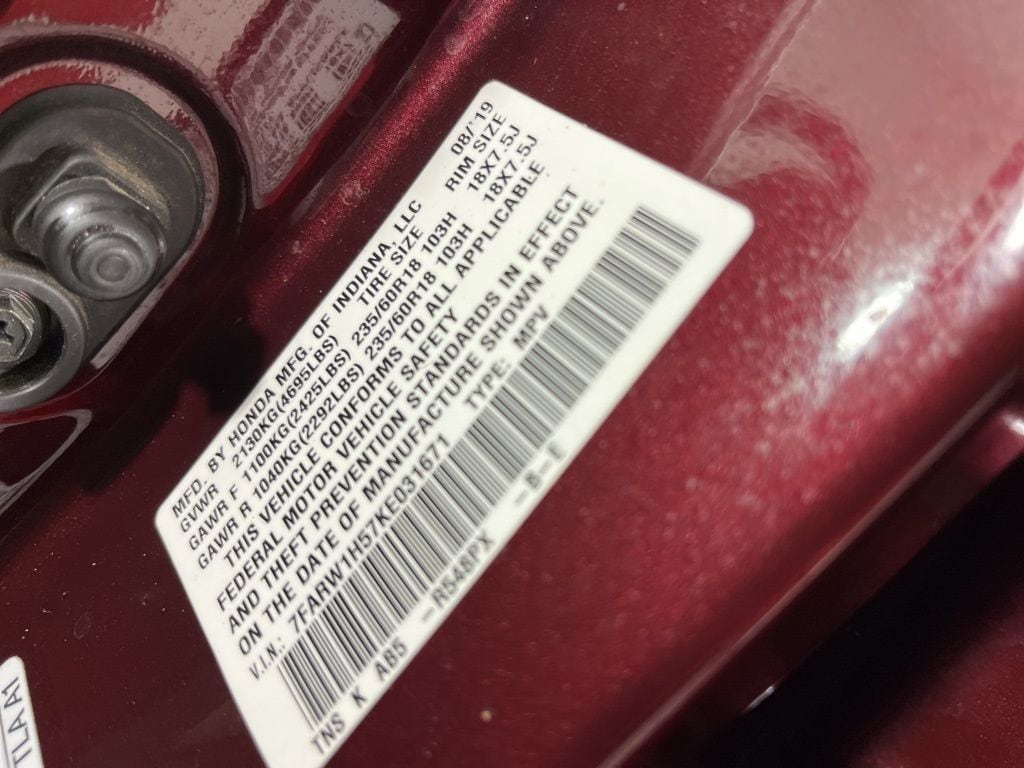 MFD. BY HONDA MFG. OF INDIANA, LLC 08/'19
GVWR 2130KG(4695LBS) TIRE SIZE RIM SIZE
GAWR F 1100KG(2425LBS) 235/60R18 103H 18X7.5J
GAWR R 1040KG(2292LBS) 235/60R18 103H 18X7.5J
THIS VEHICLE CONFORMS TO ALL APPLICABLE
FEDERAL MOTOR VEHICLE SAFETY
AND THEFT PREVENTION STANDARDS IN EFFECT
ON THE DATE OF MANUFACTURE SHOWN ABOVE.
V.I.N.: 7FARW1H57KE031671 TYPE: MPV
TNS K A85 -R548PX -B-E
TLA A1